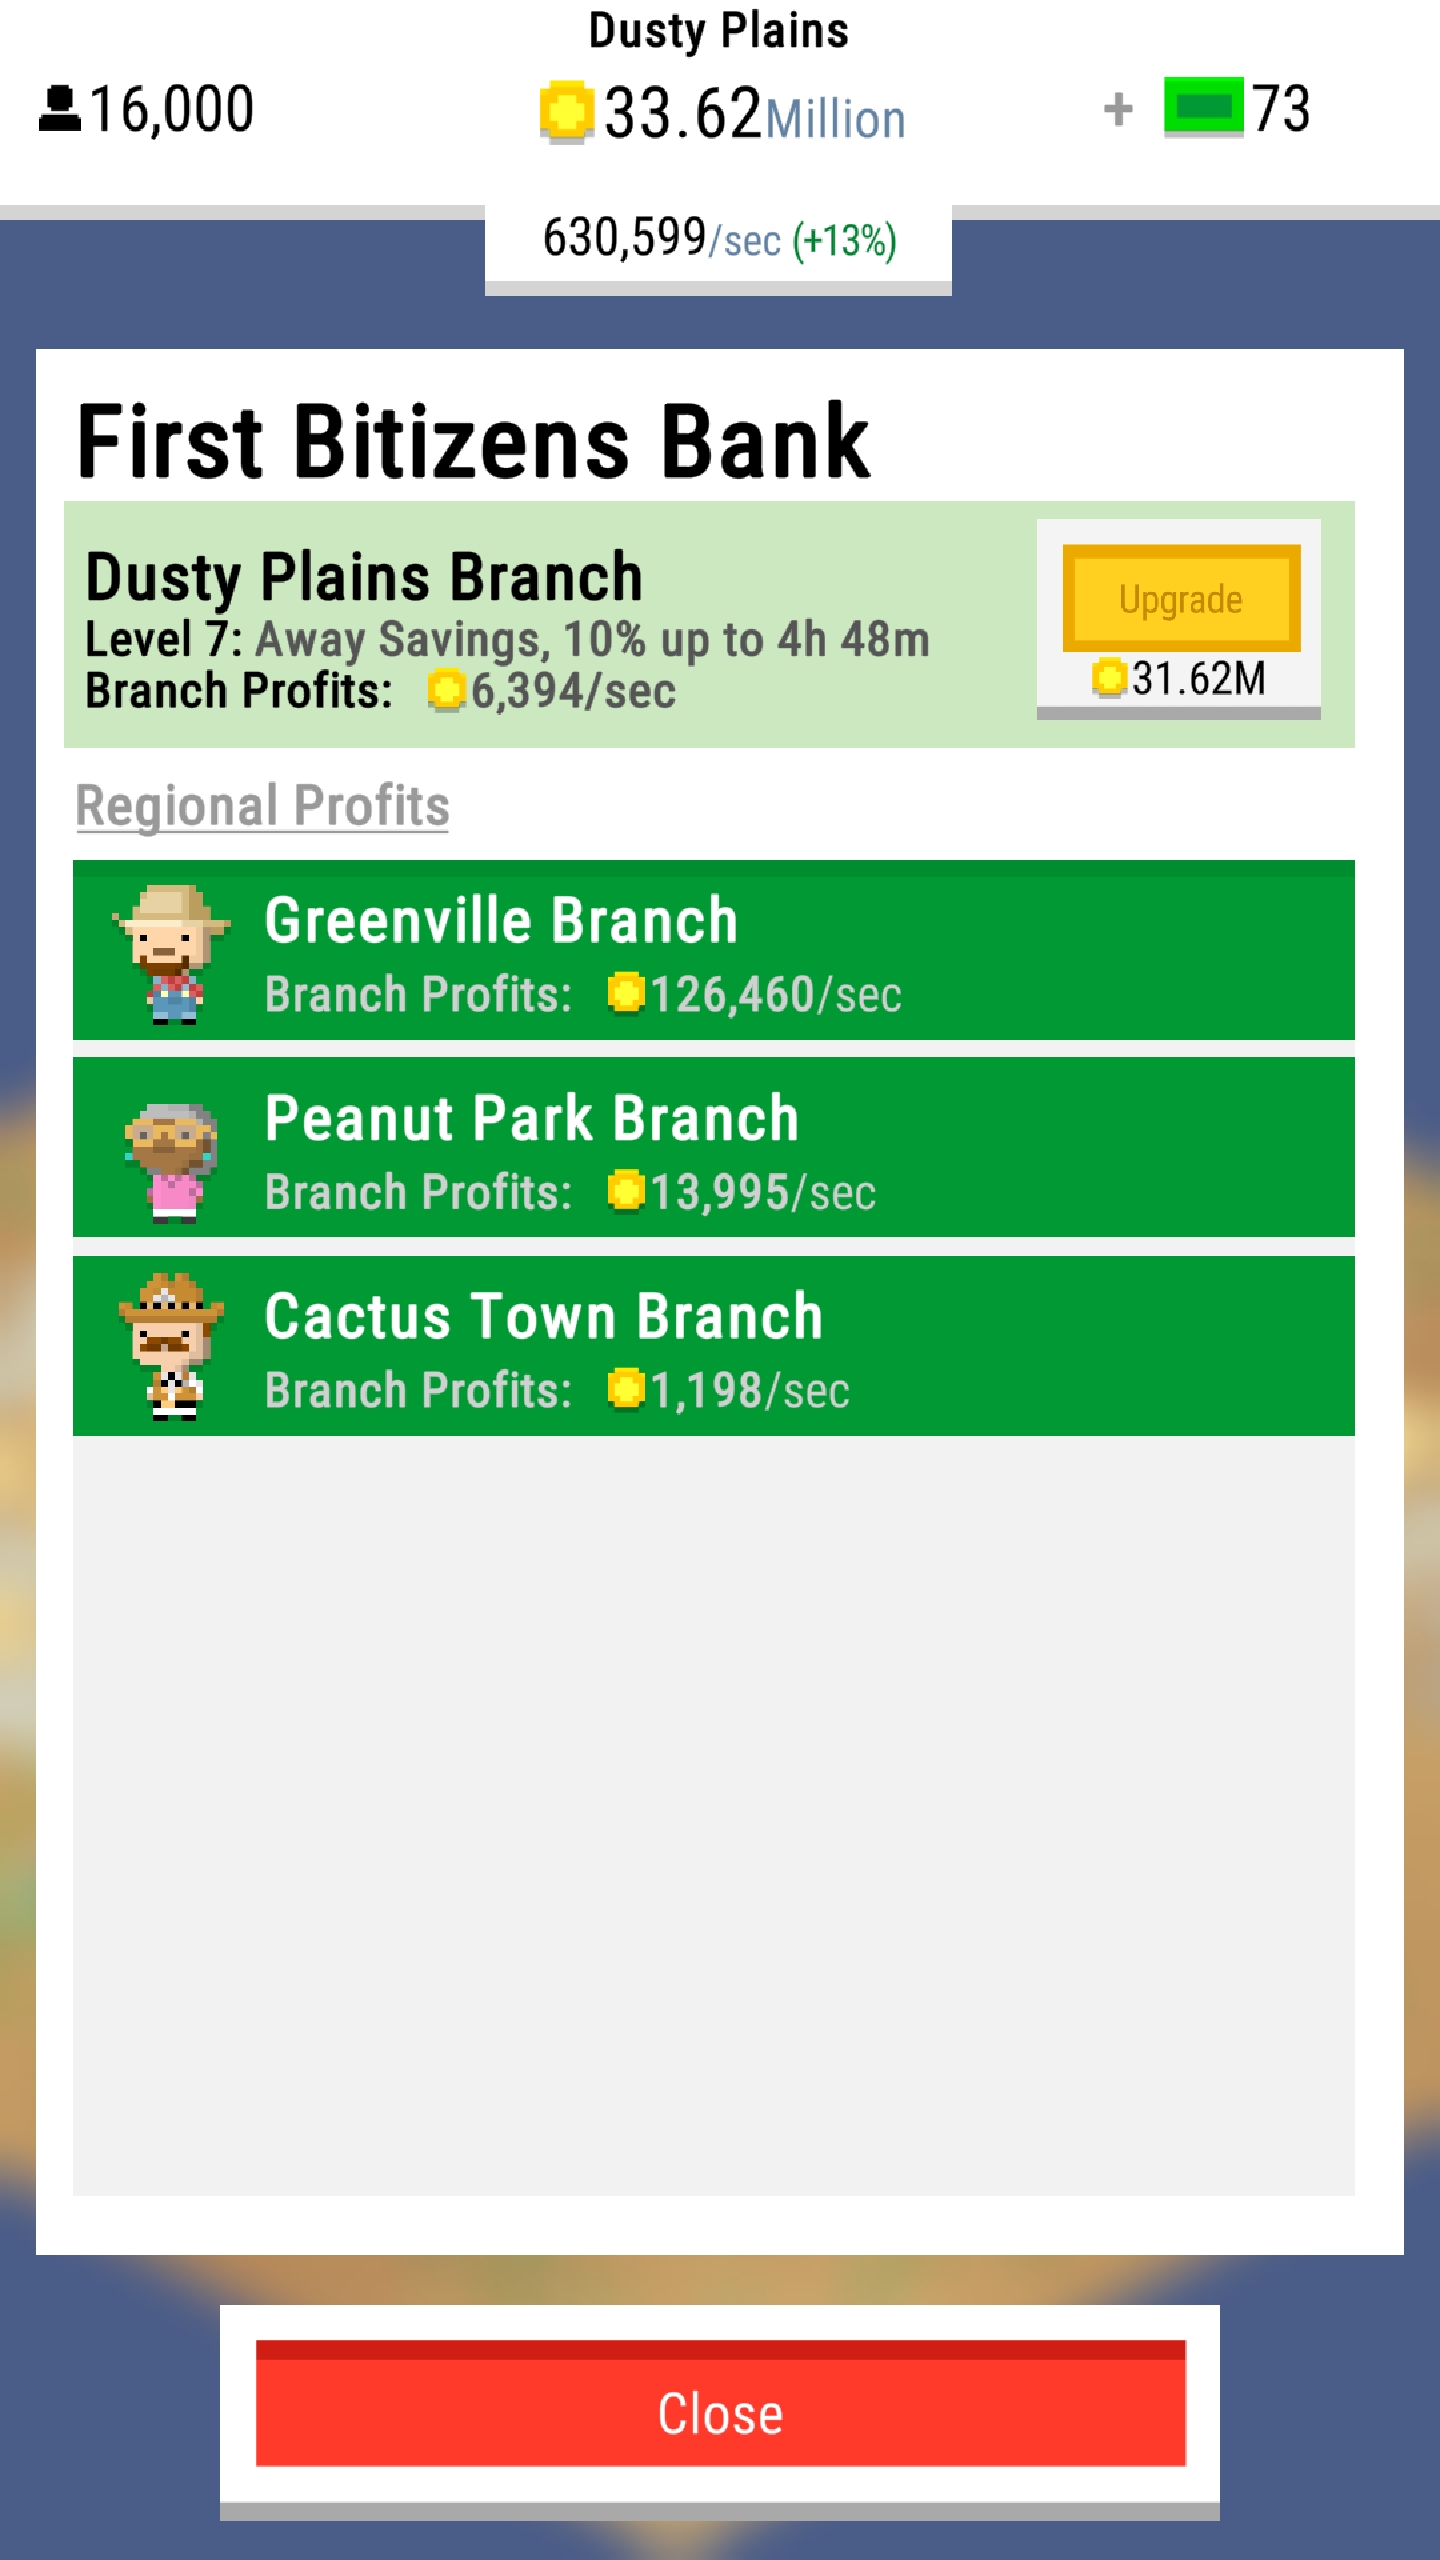 Dusty Plains
16,000
33.62Million
+ 73
630,599/sec (+13%)
First Bitizens Bank
Dusty Plains Branch
Level 7: Away Savings, 10% up to 4h 48m
Branch Profits: 6,394/sec
Upgrade
31.62M
Regional Profits
Greenville Branch
Branch Profits: 126,460/sec
Peanut Park Branch
Branch Profits: 13,995/sec
Cactus Town Branch
Branch Profits: 1,198/sec
Close